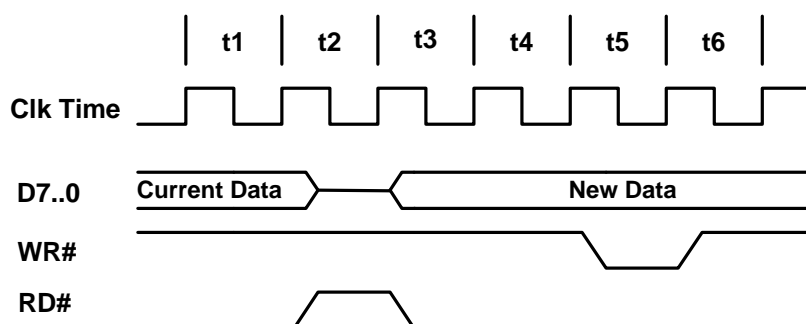 t1 t2 t3 t4 t5 t6
Clk Time
D7..0 Current Data New Data
WR#
RD#